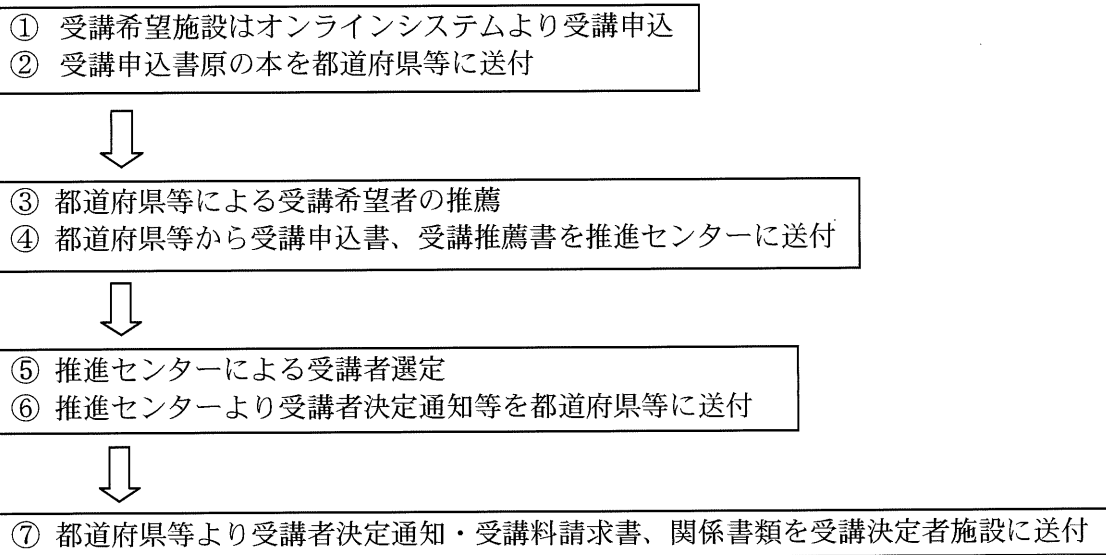 ① 受講希望施設はオンラインシステムより受講申込
② 受講申込書原の本を都道府県等に送付
③ 都道府県等による受講希望者の推薦
④ 都道府県等から受講申込書、受講推薦書を推進センターに送付
⑤ 推進センターによる受講者選定
⑥ 推進センターより受講者決定通知等を都道府県等に送付
⑦ 都道府県等より受講者決定通知・受講料請求書、関係書類を受講決定者施設に送付